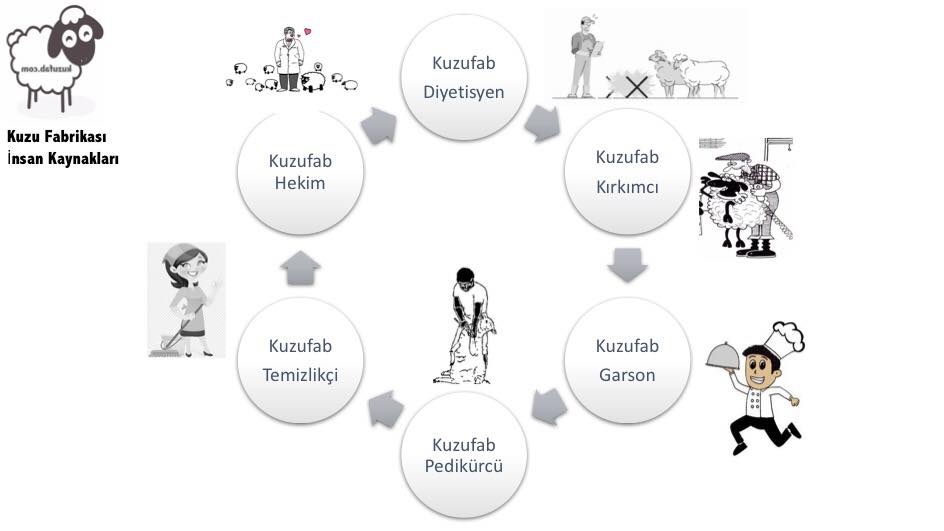 kuzufab.com
Kuzu Fabrikası
İnsan Kaynakları
Kuzufab
Diyetisyen
Kuzufab
Kırkımcı
Kuzufab
Garson
Kuzufab
Pedikürcü
Kuzufab
Temizlikçi
Kuzufab
Hekim